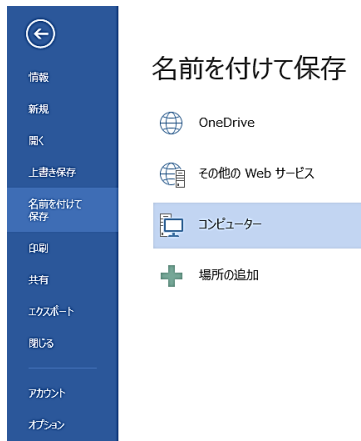 情報
新規
開く
上書き保存
名前を付けて
保存
印刷
共有
エクスポート
閉じる
アカウント
オプション
名前を付けて保存
OneDrive
その他の Web サービス
コンピューター
場所の追加